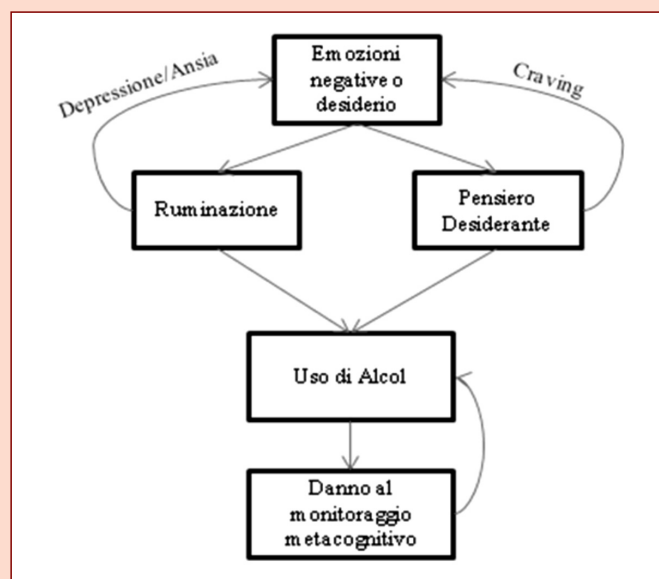 Emozioni
negative o
desiderio
Depressione/Ansia
Craving
Ruminazione
Pensiero
Desiderante
Uso di Alcol
Danno al
monitoraggio
metacognitivo